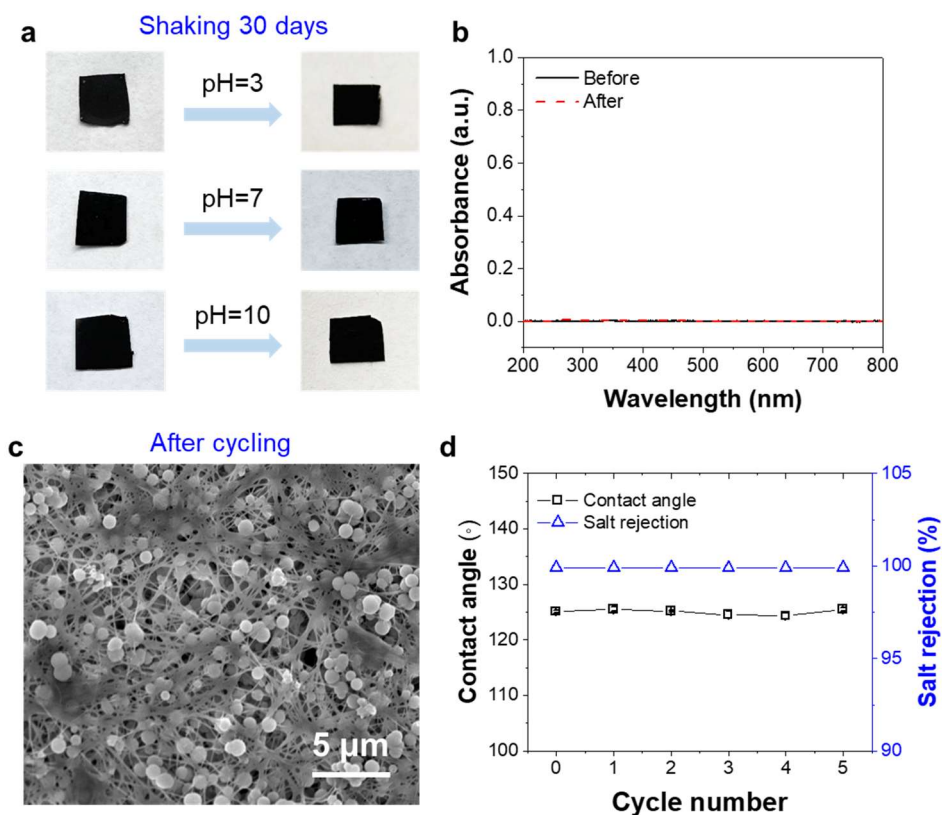 a
Shaking 30 days
pH=3
pH=7
pH=10
b
Absorbance (a.u.)
1.0
0.8
0.6
0.4
0.2
0.0
Before
After
200 300 400 500 600 700 800
Wavelength (nm)
c
After cycling
5 μm
d
Contact angle (◦)
150
140
130
120
110
100
Contact angle
Salt rejection
105
100
95
90
Salt rejection (%)
0 1 2 3 4 5
Cycle number